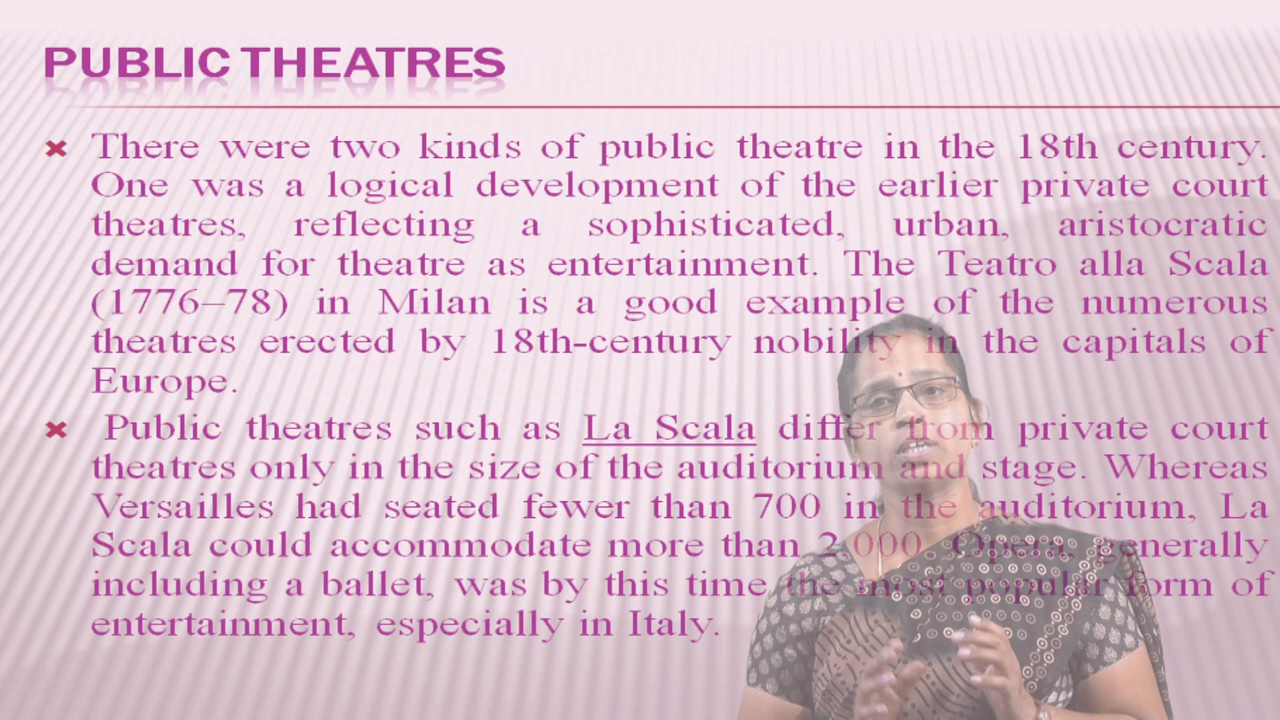 PUBLIC THEATRES
There were two kinds of public theatre in the 18th century.
One was a logical development of the earlier private court
theatres, reflecting a sophisticated, urban, aristocratic
demand for theatre as entertainment. The Teatro alla Scala
(1776–78) in Milan is a good example of the numerous
theatres erected by 18th-century nobility in the capitals of
Europe.
Public theatres such as La Scala differ from private court
theatres only in the size of the auditorium and stage. Whereas
Versailles had seated fewer than 700 in the auditorium, La
Scala could accommodate more than 2,000. Opera, generally
including a ballet, was by this time the most popular form of
entertainment, especially in Italy.